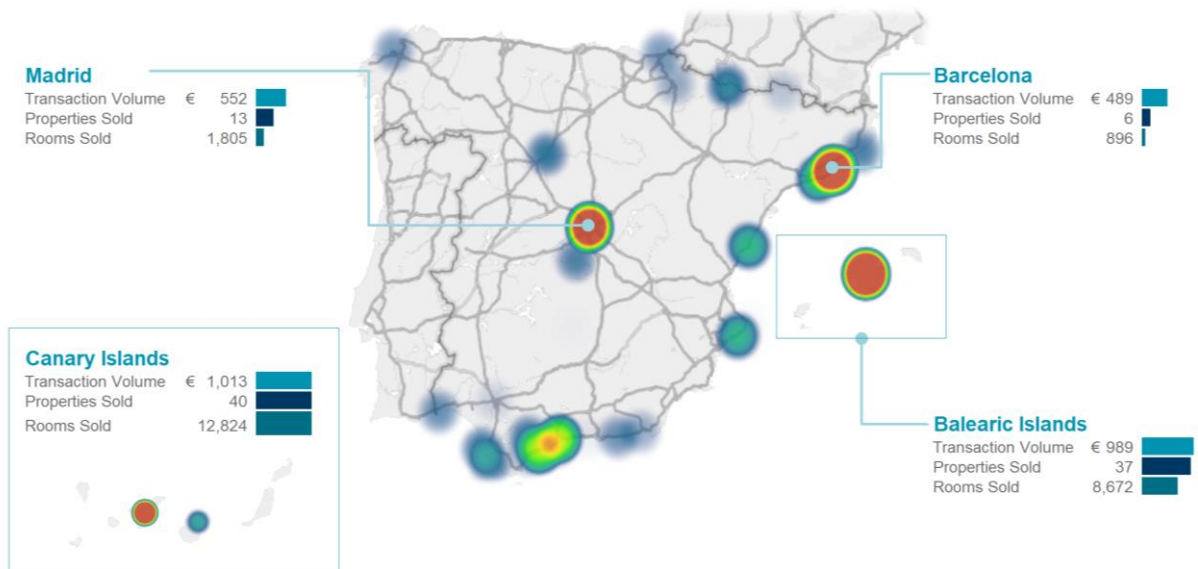 Madrid
Transaction Volume € 552
Properties Sold 13
Rooms Sold 1,805
Barcelona
Transaction Volume € 489
Properties Sold 6
Rooms Sold 896
Canary Islands
Transaction Volume € 1,013
Properties Sold 40
Rooms Sold 12,824
Balearic Islands
Transaction Volume € 989
Properties Sold 37
Rooms Sold 8,672